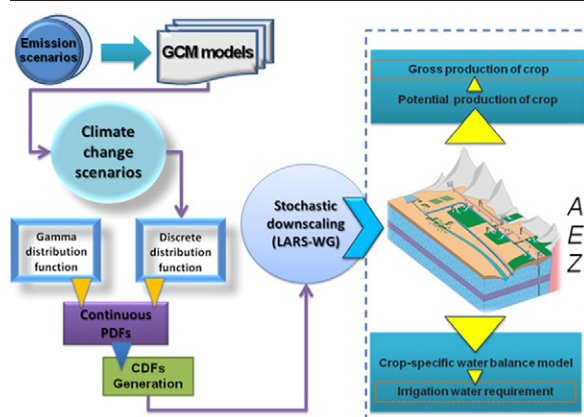 Emission
scenarios
GCM models
Climate
change
scenarios
Gamma
distribution
function
Discrete
distribution
function
Continuous
PDFs
CDFs
Generation
Stochastic
downscaling
(LARS-WG)
Gross production of crop
Potential production of crop
A
E
Z
Crop-specific water balance model
Irrigation water requirement